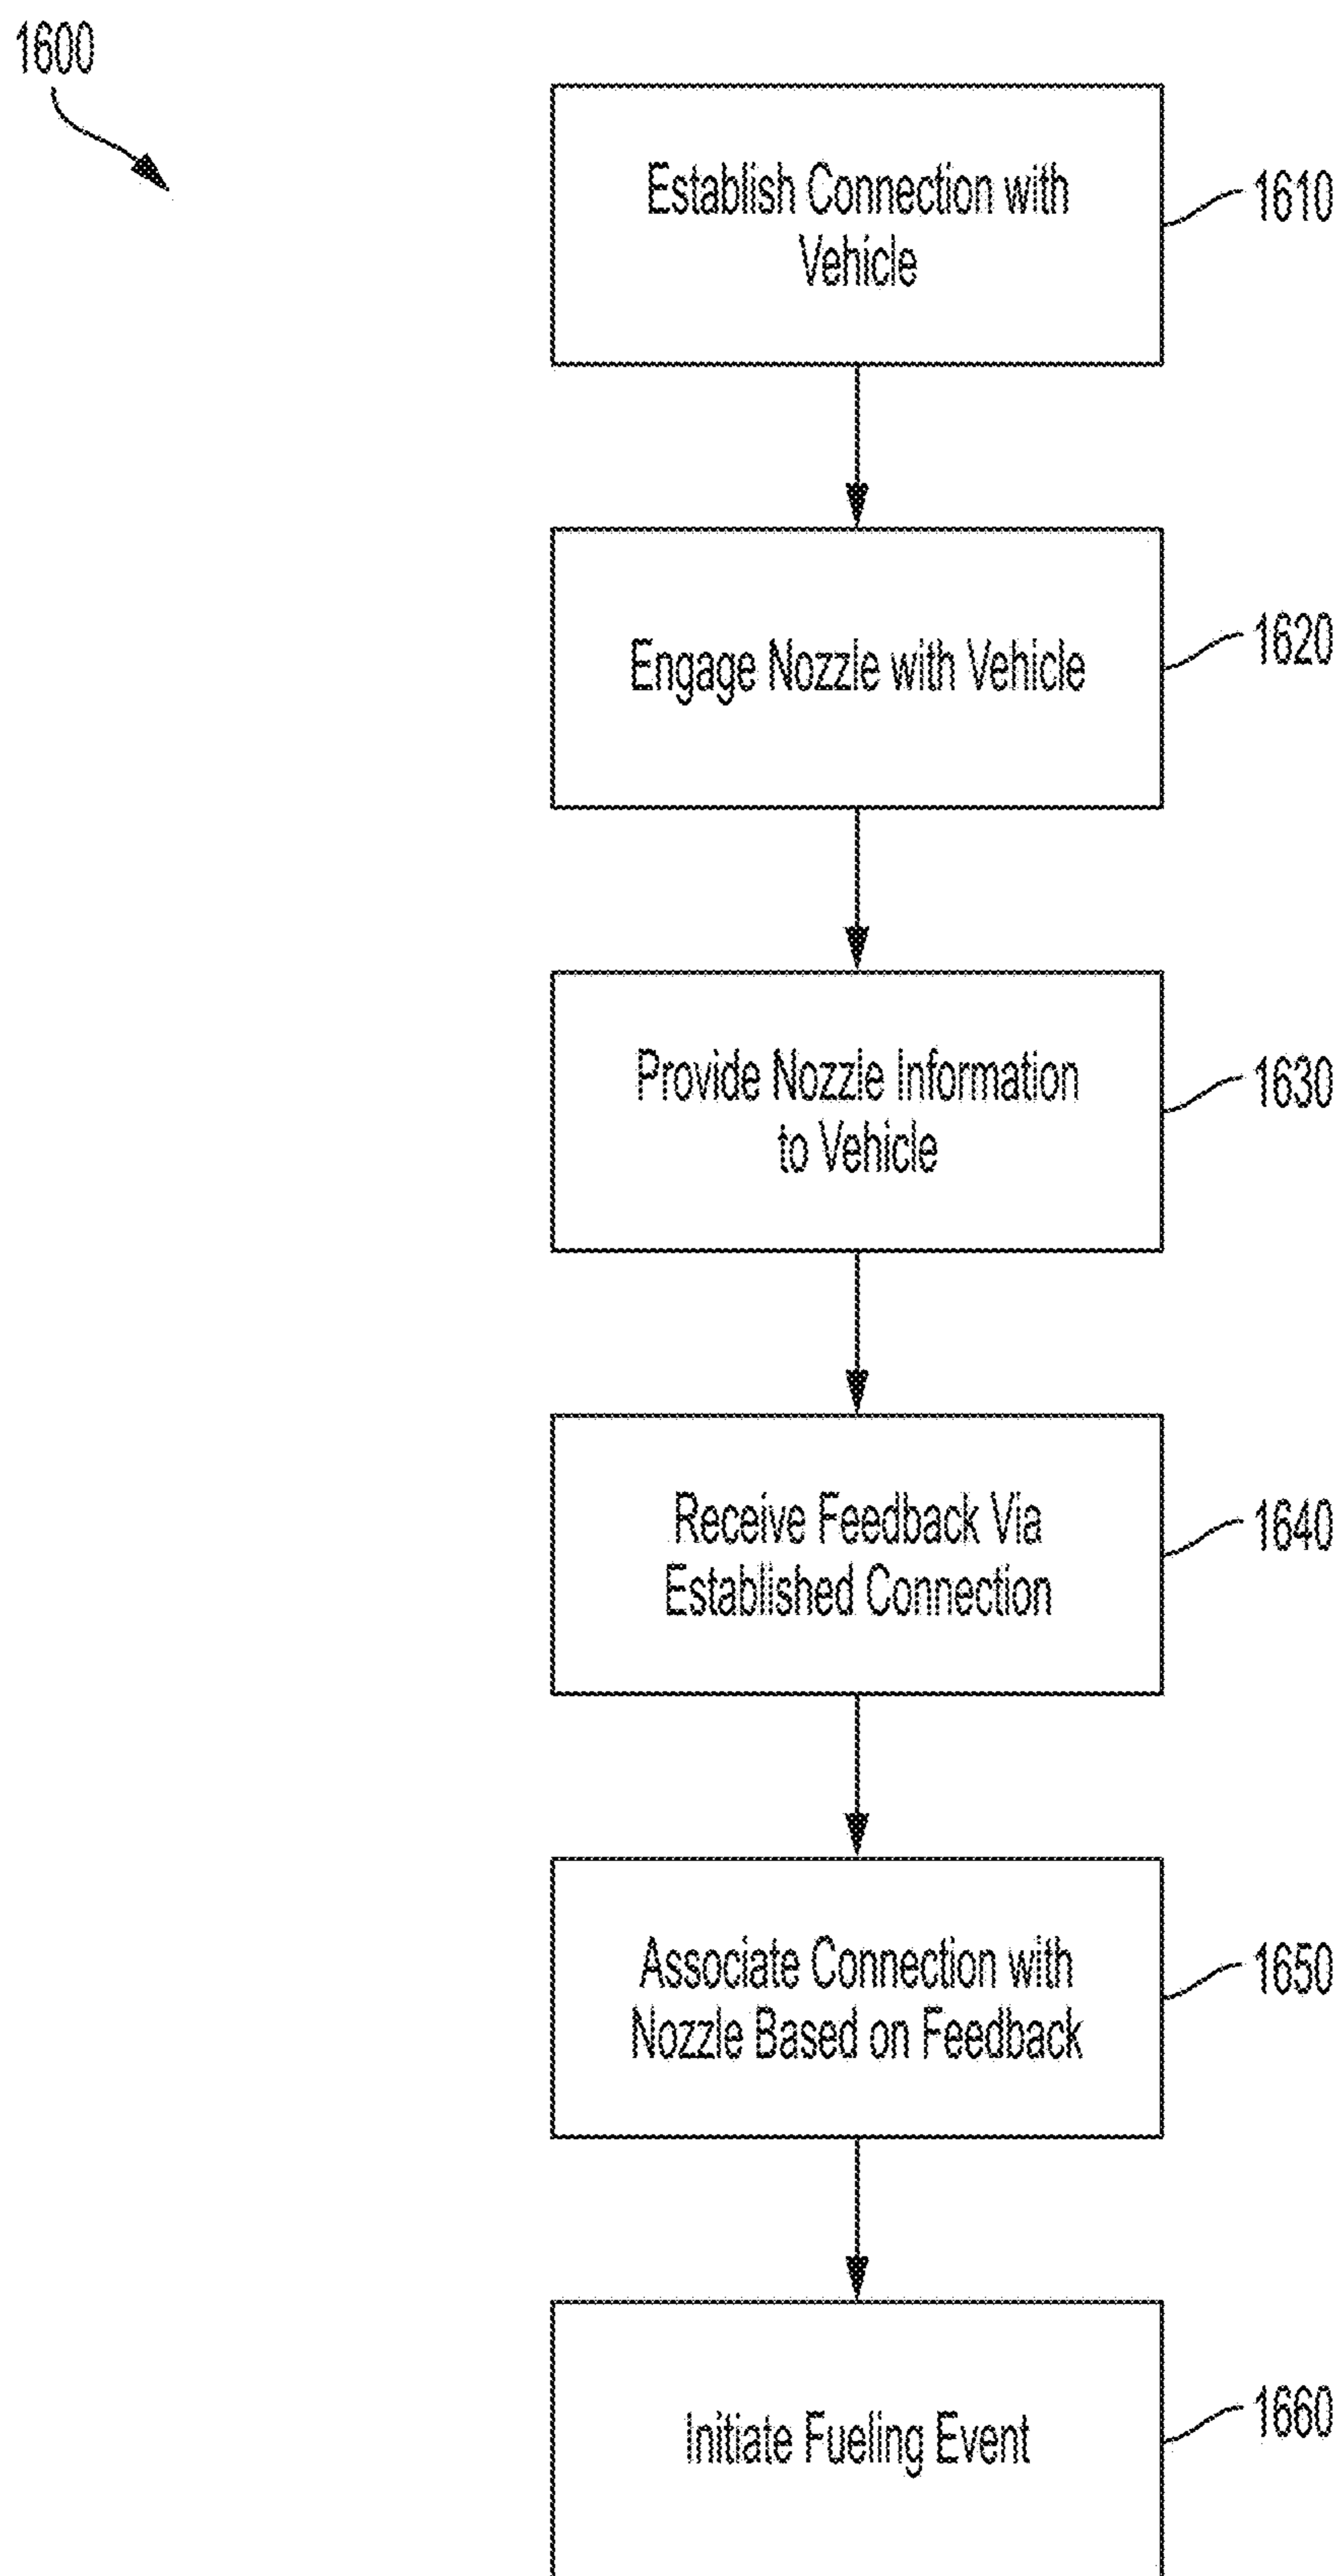 1600
Establish Connection with
Vehicle
1610
Engage Nozzle with Vehicle
1620
Provide Nozzle Information
to Vehicle
1630
Receive Feedback Via
Established Connection
1640
Associate Connection with
Nozzle Based on Feedback
1650
Initiate Fueling Event
1660